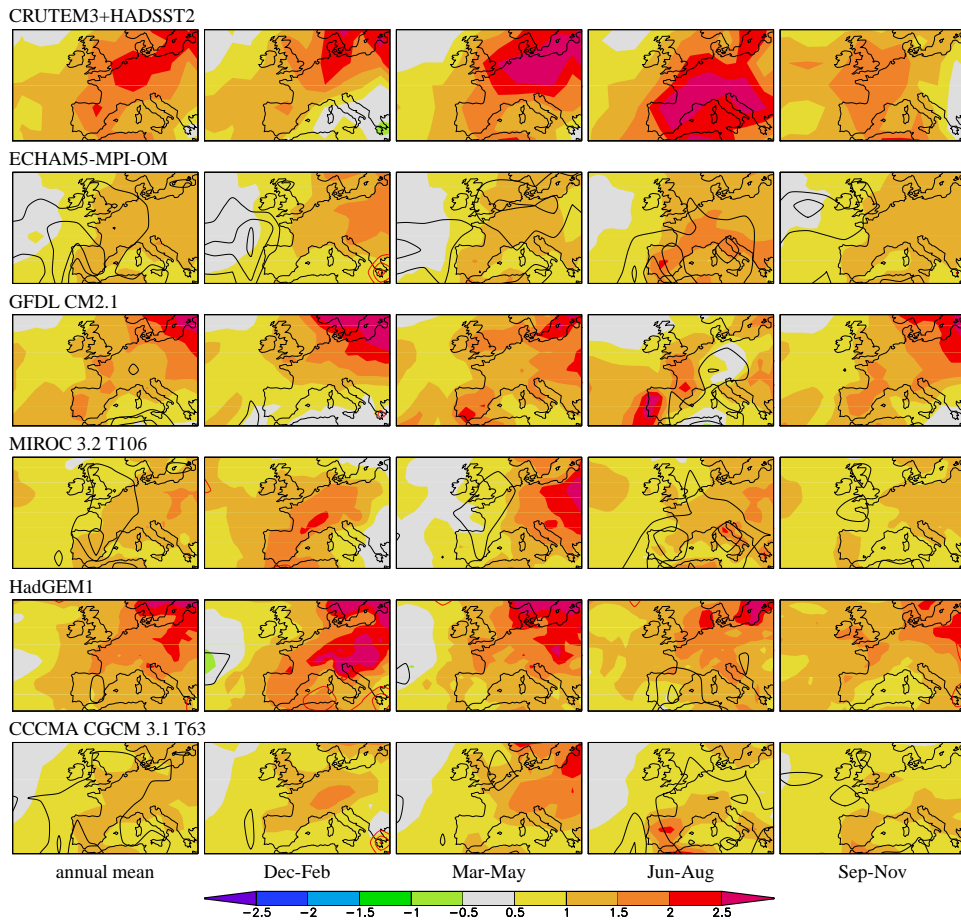 CRUTEM3+HADSST2
ECHAM5-MPI-OM
GFDL CM2.1
MIROC 3.2 T106
HadGEM1
CCCMA CGCM 3.1 T63
annual mean Dec-Feb Mar-May Jun-Aug Sep-Nov
-2.5 -2 -1.5 -1 -0.5 0.5 1 1.5 2 2.5